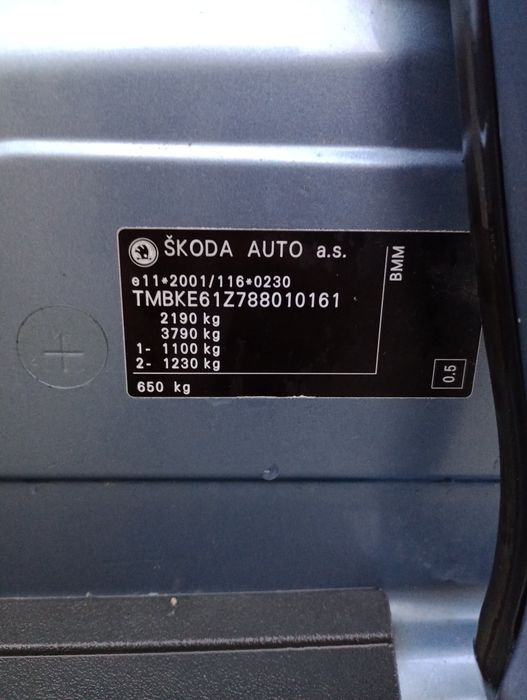 ŠKODA AUTO a.s.
e11*2001/116*0230
TMBKE61Z788010161
2190 kg
3790 kg
1- 1100 kg
2- 1230 kg
650 kg
BMM
0.5